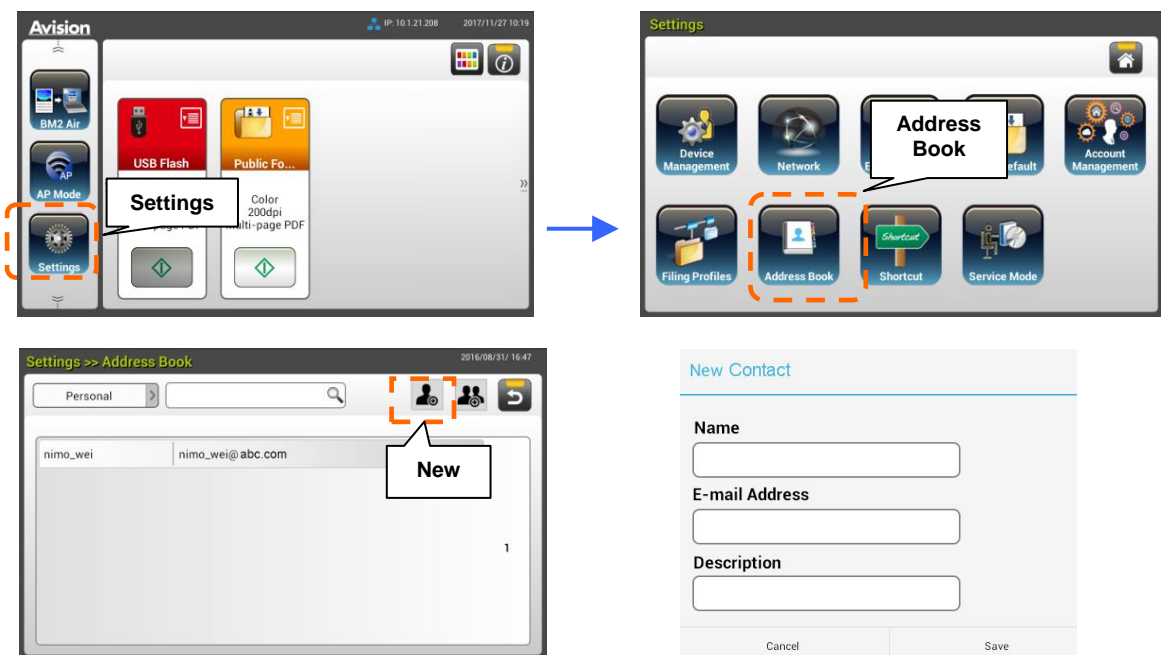 Avision
IP: 10.1.21.208
2017/11/27 10:19
BM2 Air
AP
AP Mode
Settings
USB Flash
Public Fo...
Color
200dpi
Multi-page PDF
Settings
Settings
Device
Management
Network
Account
Management
Address
Book
Filing Profiles
Address Book
Shortcut
Shortcut
Service Mode
Settings >> Address Book
2016/08/31/ 16:47
Personal
nimo_wei
nimo_wei@abc.com
New
1
New Contact
Name
E-mail Address
Description
Cancel
Save